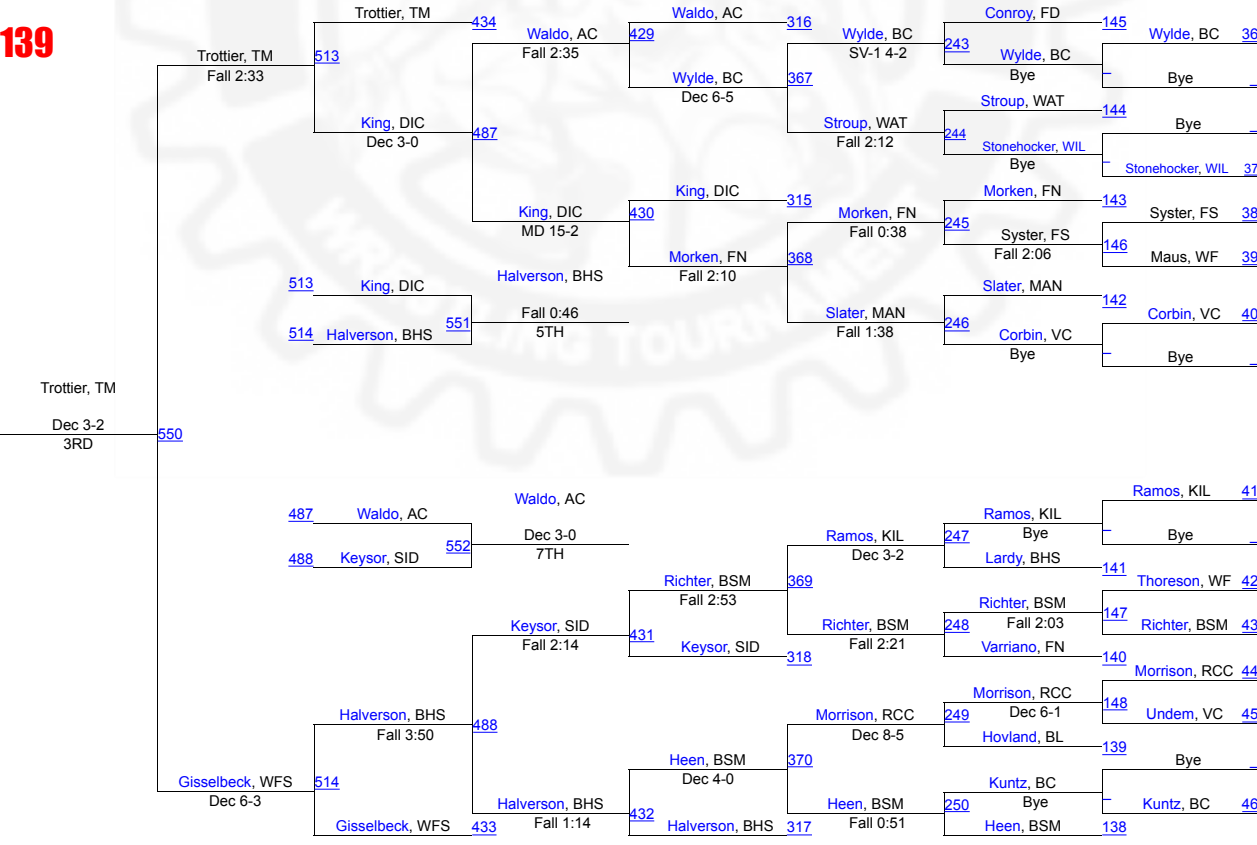 139
Trottier, TM
434
Waldo, AC
316
Conroy, FD
145
Waldo, AC
429
Wylde, BC
Wylde, BC
36
Trottier, TM
513
Fall 2:35
SV-1 4-2
243
Wylde, BC
Fall 2:33
Wylde, BC
367
Bye
Bye
Dec 6-5
Stroup, WAT
144
King, DIC
Stroup, WAT
244
Bye
Dec 3-0
487
Fall 2:12
Stonehocker, WIL
Bye
Stonehocker, WIL
37
King, DIC
315
Morken, FN
143
King, DIC
430
Morken, FN
245
Syster, FS
38
MD 15-2
Fall 0:38
Syster, FS
146
Morken, FN
368
Fall 2:06
Maus, WF
39
Fall 2:10
Halverson, BHS
513
King, DIC
Slater, MAN
142
Fall 0:46
Slater, MAN
246
Corbin, VC
40
551
5TH
Fall 1:38
Corbin, VC
514
Halverson, BHS
Bye
Bye
WRESTLING TOURNAMENT
Trottier, TM
Dec 3-2
550
3RD
Waldo, AC
Ramos, KIL
41
487
Waldo, AC
Ramos, KIL
Dec 3-0
Ramos, KIL
247
Bye
Bye
552
7TH
Dec 3-2
488
Keysor, SID
Lardy, BHS
141
Richter, BSM
369
Thoreson, WF
42
Fall 2:53
Richter, BSM
147
Keysor, SID
431
Richter, BSM
248
Fall 2:03
Richter, BSM
43
Fall 2:14
Keysor, SID
318
Fall 2:21
Varriano, FN
140
Morrison, RCC
44
Morrison, RCC
148
Halverson, BHS
488
Morrison, RCC
249
Dec 6-1
Undem, VC
45
Fall 3:50
Dec 8-5
Hovland, BL
139
Heen, BSM
370
Bye
Gisselbeck, WFS
514
Dec 4-0
Kuntz, BC
Dec 6-3
Halverson, BHS
432
Heen, BSM
250
Bye
Kuntz, BC
46
Fall 1:14
Fall 0:51
Gisselbeck, WFS
433
Halverson, BHS
317
Heen, BSM
138